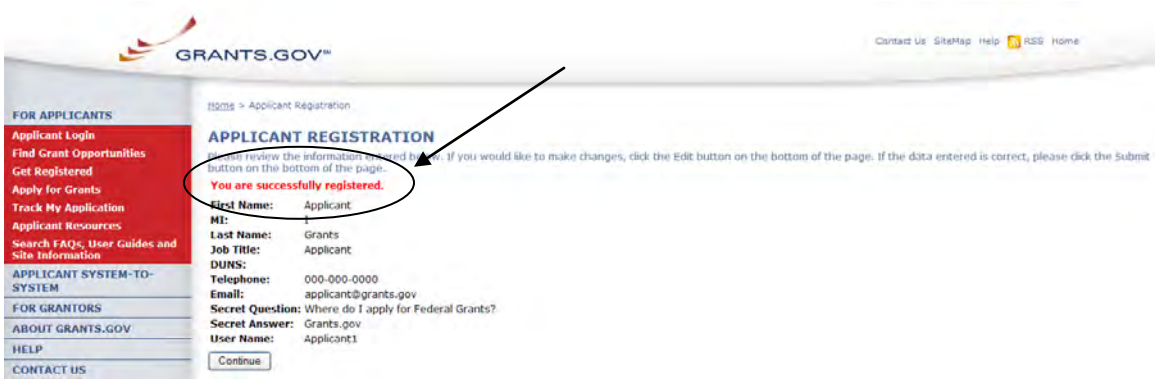 GRANTS.GOV℠
Contact Us SiteMap Help RSS Home
Home > Applicant Registration
FOR APPLICANTS
Applicant Login
Find Grant Opportunities
Get Registered
Apply for Grants
Track My Application
Applicant Resources
Search FAQs, User Guides and
Site Information
APPLICANT SYSTEM-TO-
SYSTEM
FOR GRANTORS
ABOUT GRANTS.GOV
HELP
CONTACT US
APPLICANT REGISTRATION
Please review the information entered below. If you would like to make changes, click the Edit button on the bottom of the page. If the data entered is correct, please click the Submit
button on the bottom of the page.
You are successfully registered.
First Name: Applicant
MI: I
Last Name: Grants
Job Title: Applicant
DUNS:
Telephone: 000-000-0000
Email: applicant@grants.gov
Secret Question: Where do I apply for Federal Grants?
Secret Answer: Grants.gov
User Name: Applicant1
Continue